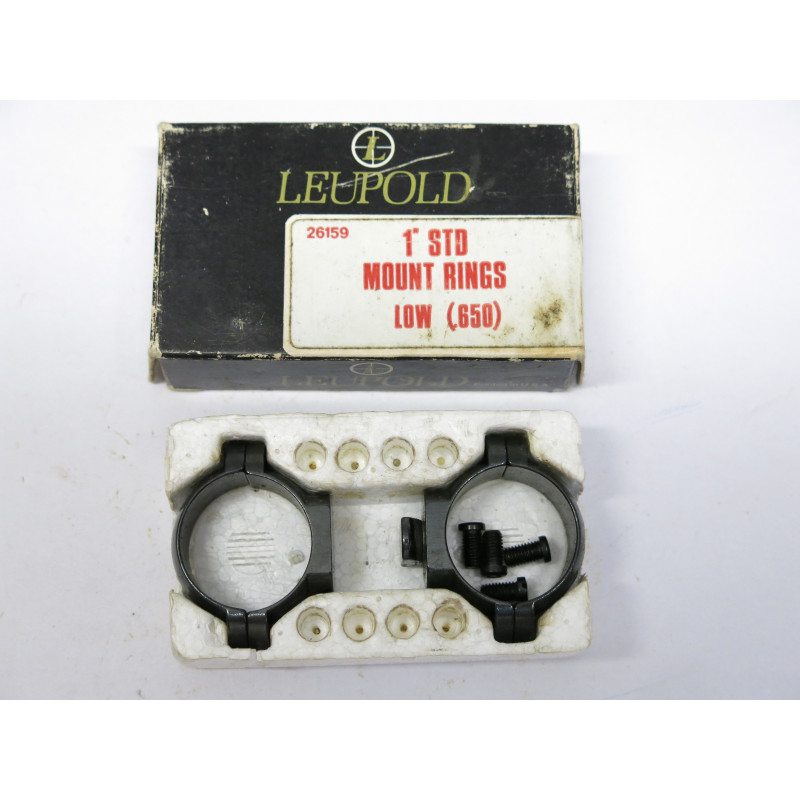 L
LEUPOLD
26159
1" STD
MOUNT RINGS
LOW (.650)
LEUPOLD